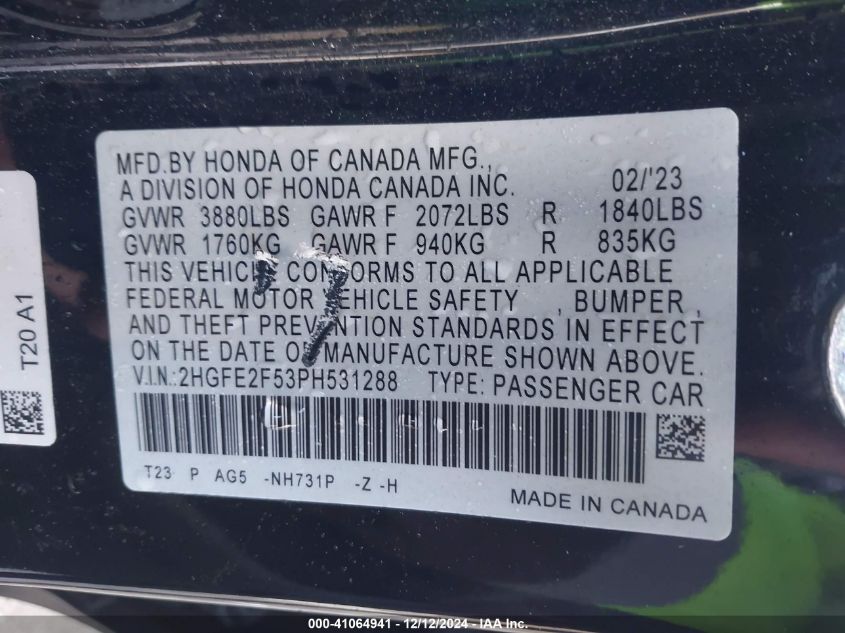 MFD.BY HONDA OF CANADA MFG.,
A DIVISION OF HONDA CANADA INC. 02/'23
GVWR 3880LBS GAWR F 2072LBS R 1840LBS
GVWR 1760KG GAWR F 940KG R 835KG
THIS VEHICLE CONFORMS TO ALL APPLICABLE
FEDERAL MOTOR VEHICLE SAFETY , BUMPER ,
AND THEFT PREVENTION STANDARDS IN EFFECT
ON THE DATE OF MANUFACTURE SHOWN ABOVE.
V.I.N.: 2HGFE2F53PH531288 TYPE: PASSENGER CAR
T23 P AG5 -NH731P -Z -H
MADE IN CANADA
T20 A1
000-41064941 - 12/12/2024 - IAA Inc.